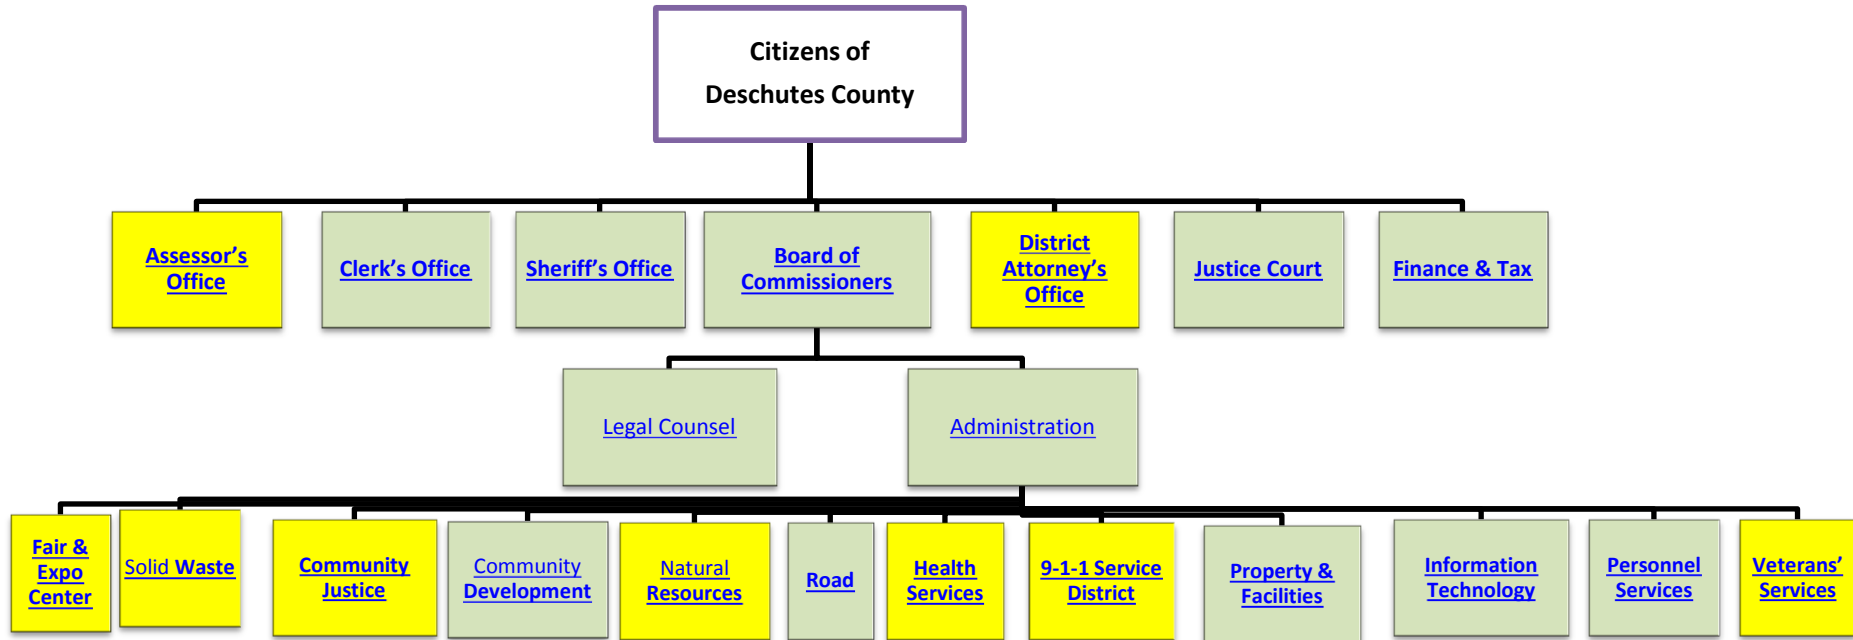 Citizens of
Deschutes County
Assessor’s
Office
Clerk’s Office
Sheriff’s Office
Board of
Commissioners
District
Attorney’s
Office
Justice Court
Finance & Tax
Legal Counsel
Administration
Fair &
Expo
Center
Solid Waste
Community
Justice
Community
Development
Natural
Resources
Road
Health
Services
9-1-1 Service
District
Property &
Facilities
Information
Technology
Personnel
Services
Veterans’
Services